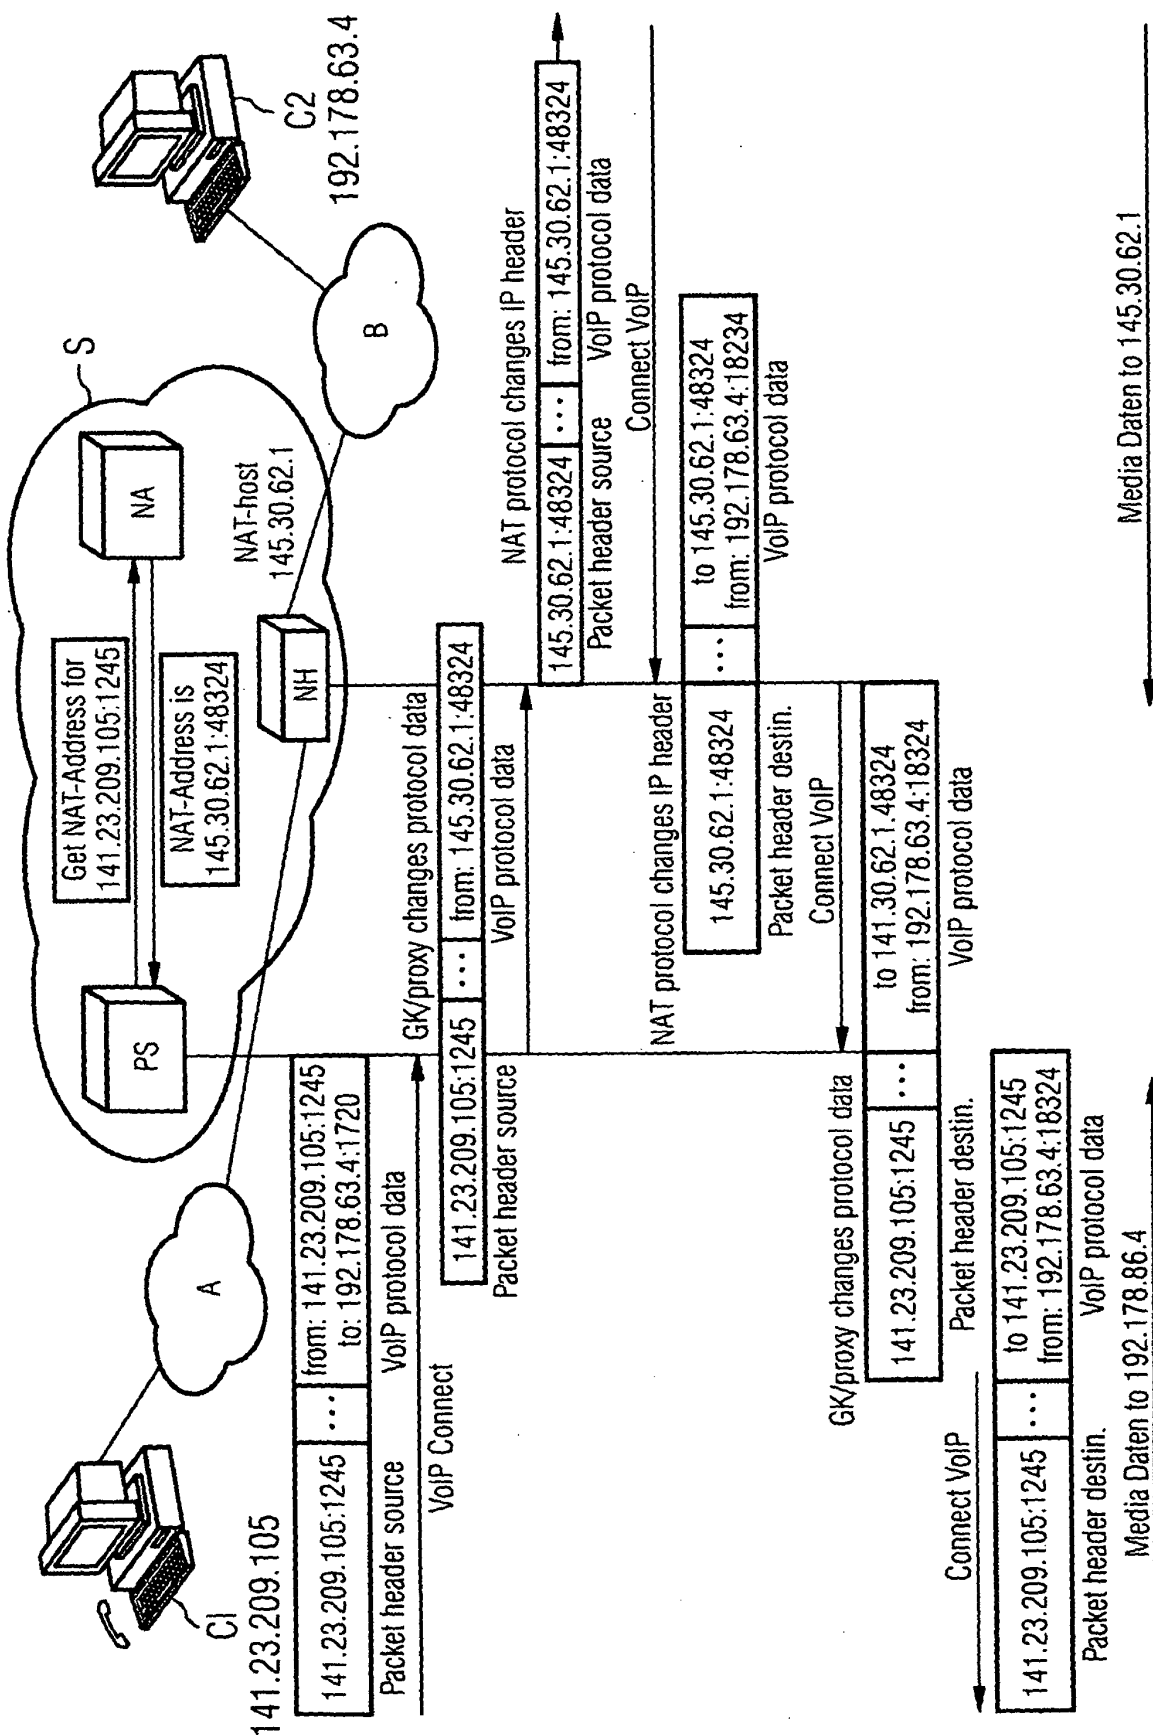 141.23.209.105
C1
A
PS
Get NAT-Address for
141.23.209.105:1245
NAT-Address is
145.30.62.1:48324
NA
S
NH
NAT-host
145.30.62.1
B
C2
192.178.63.4
141.23.209.105:1245
...
from: 141.23.209.105:1245
to: 192.178.63.4:1720
Packet header source
VoIP protocol data
VoIP Connect
GK/proxy changes protocol data
141.23.209.105:1245
...
from: 145.30.62.1:48324
Packet header source
VoIP protocol data
NAT protocol changes IP header
145.30.62.1:48324
...
from: 145.30.62.1:48324
Packet header source
VoIP protocol data
Connect VoIP
NAT protocol changes IP header
145.30.62.1:48324
...
to 145.30.62.1:48324
from: 192.178.63.4:18234
Packet header destin.
VoIP protocol data
Connect VoIP
GK/proxy changes protocol data
141.23.209.105:1245
...
to 141.30.62.1:48324
from: 192.178.63.4:18324
Packet header destin.
VoIP protocol data
Connect VoIP
141.23.209.105:1245
...
to 141.23.209.105:1245
from: 192.178.63.4:18324
Packet header destin.
VoIP protocol data
Media Daten to 192.178.86.4
Media Daten to 145.30.62.1